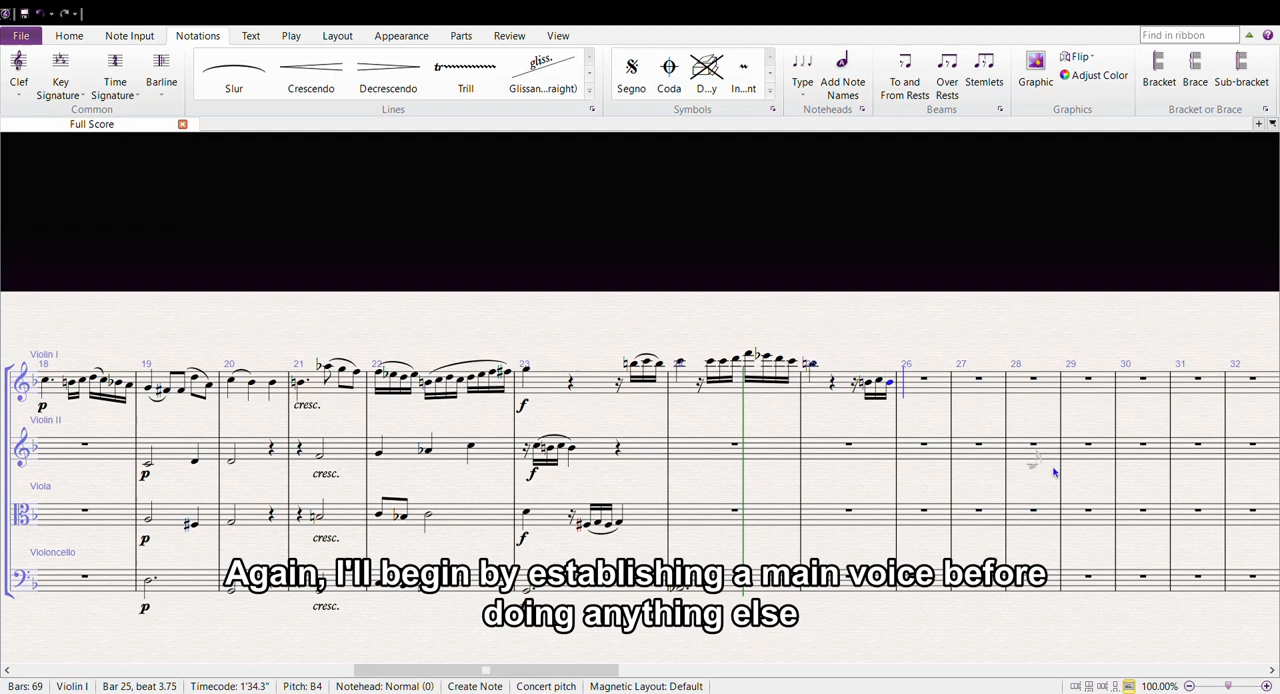 File Home Note Input Notations Text Play Layout Appearance Parts Review View Find in ribbon
Clef Key Signature Time Signature Barline
Common
Slur Crescendo Decrescendo Trill gliss. Glissan...raight)
Lines
Segno Coda D...y In...nt
Symbols
Type Add Note Names
Noteheads
To and From Rests Over Rests Stemlets
Beams
Graphic Flip Adjust Color
Graphics
Bracket Brace Sub-bracket
Bracket or Brace
Full Score
Violin I
18 19 20 21 22 23 26 27 28 29 30 31 32
p cresc. f
Violin II
p cresc. f
Viola
p cresc. f
Violoncello
p cresc.
Again, I'll begin by establishing a main voice before
doing anything else
Bars: 69 Violin I Bar 25, beat 3.75 Timecode: 1'34.3" Pitch: B4 Notehead: Normal (0) Create Note Concert pitch Magnetic Layout: Default 100.00%